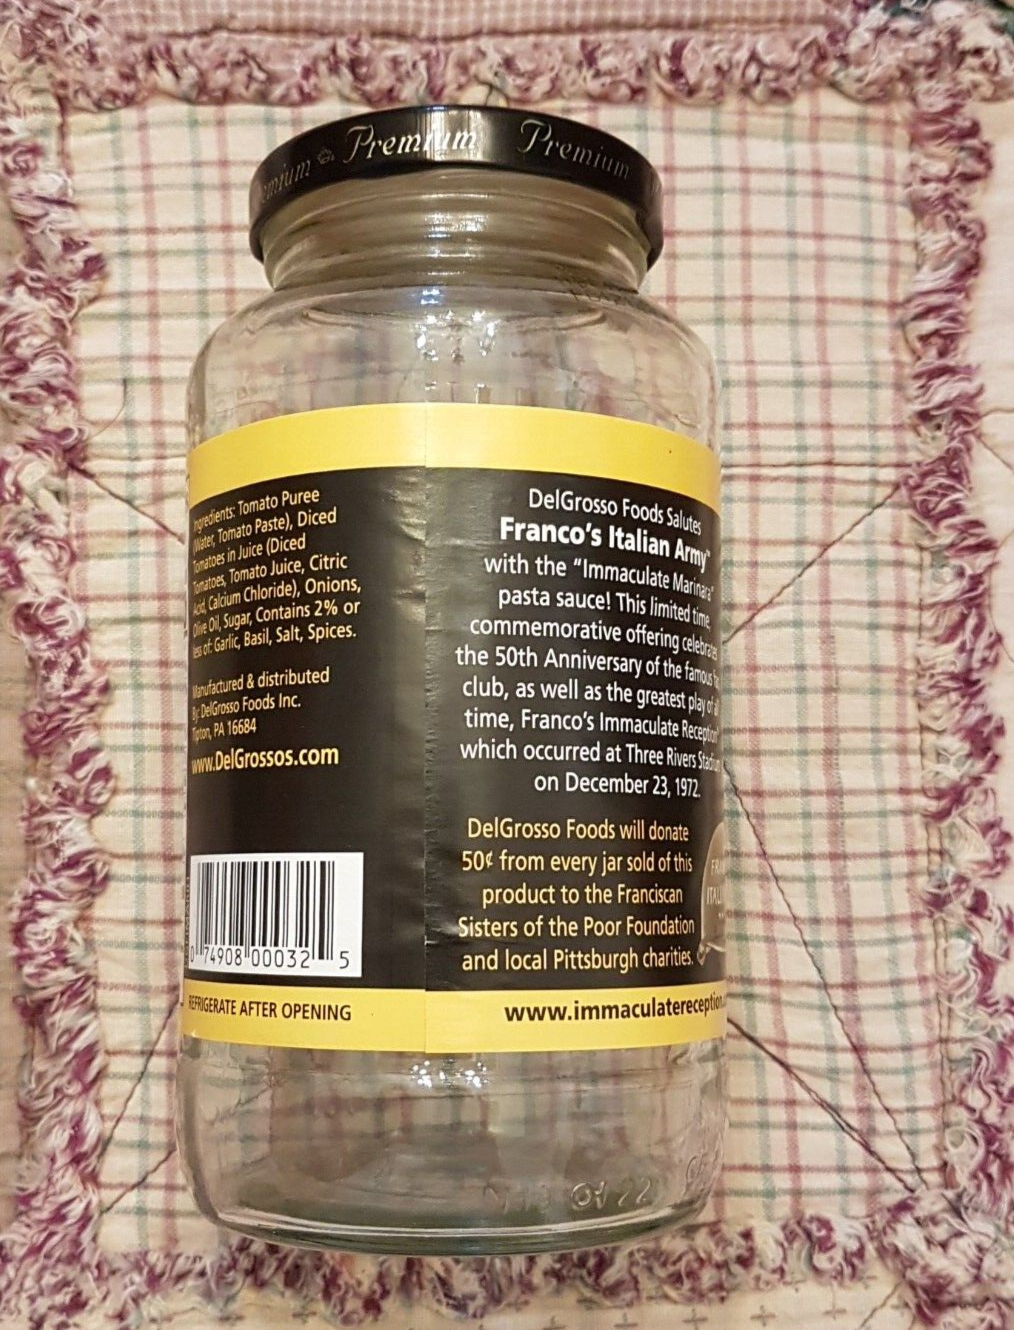 Premium Premium
Ingredients: Tomato Puree
(Water, Tomato Paste), Diced
Tomatoes in Juice (Diced
Tomatoes, Tomato Juice, Citric
Acid, Calcium Chloride), Onions,
Olive Oil, Sugar, Contains 2% or
less of: Garlic, Basil, Salt, Spices.
Manufactured & distributed
By: DelGrosso Foods Inc.
Tipton, PA 16684
www.DelGrossos.com
0 74908 00032 5
REFRIGERATE AFTER OPENING
DelGrosso Foods Salutes
Franco's Italian Army™
with the "Immaculate Marinara"
pasta sauce! This limited time,
commemorative offering celebrates
the 50th Anniversary of the famous
club, as well as the greatest play of all
time, Franco's Immaculate Reception
which occurred at Three Rivers Stadium
on December 23, 1972.
DelGrosso Foods will donate
50¢ from every jar sold of this
product to the Franciscan
Sisters of the Poor Foundation
and local Pittsburgh charities.
www.immaculatereception